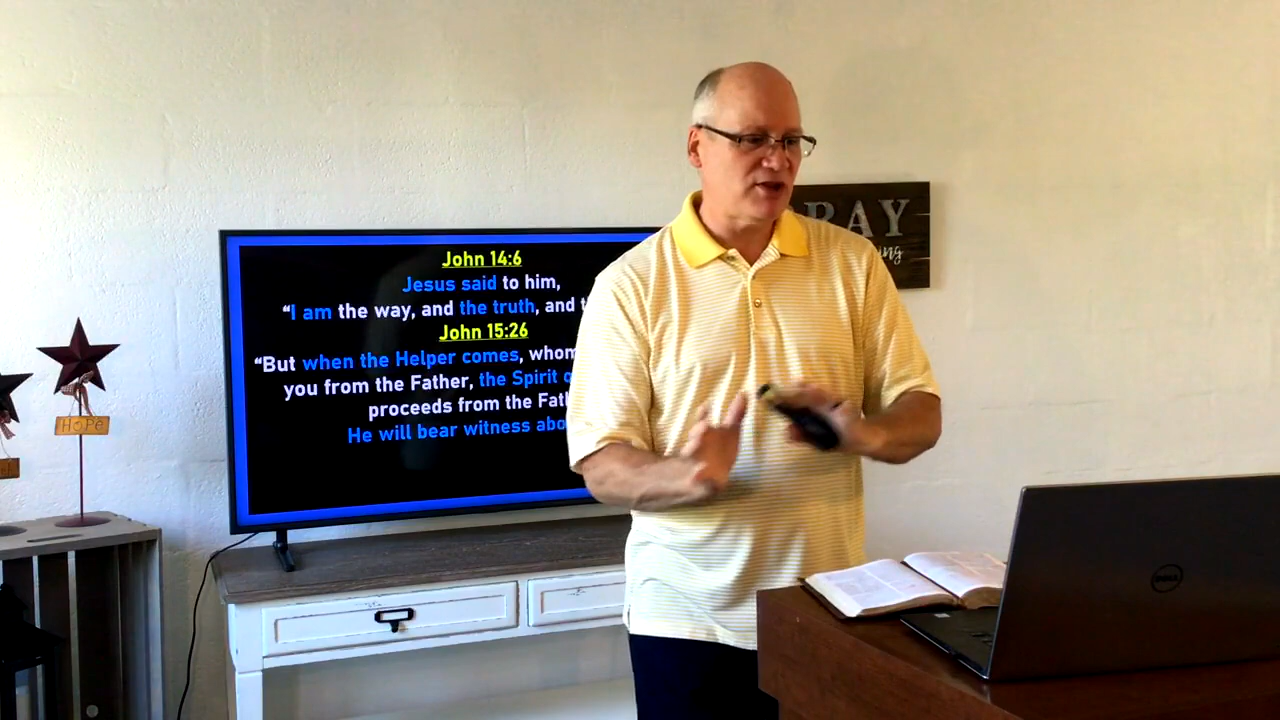 John 14:6
Jesus said to him,
“I am the way, and the truth, and t
John 15:26
“But when the Helper comes, whom
you from the Father, the Spirit o
proceeds from the Fat
He will bear witness abo
RAY
ing
HOPE
DELL